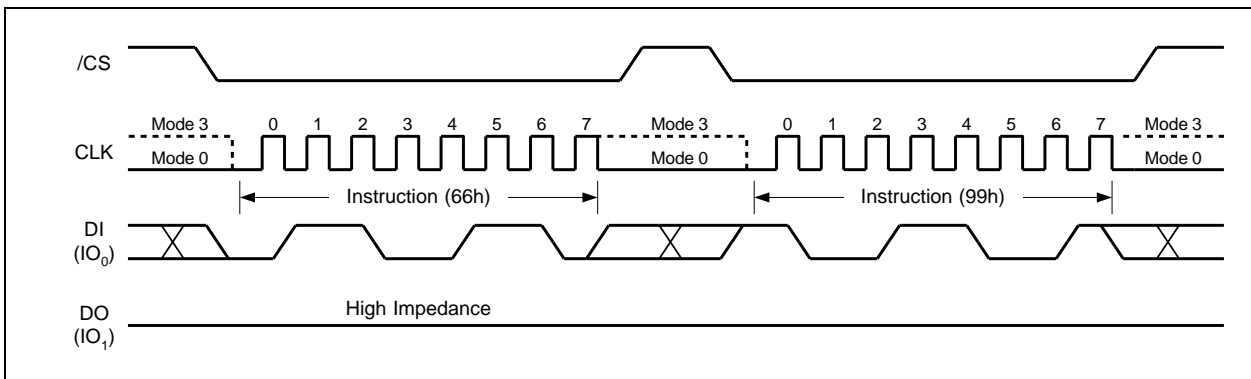 /CS
Mode 3 0 1 2 3 4 5 6 7 Mode 3 0 1 2 3 4 5 6 7 Mode 3
CLK Mode 0 Mode 0 Mode 0
Instruction (66h) Instruction (99h)
DI
(IO₀)
High Impedance
DO
(IO₁)